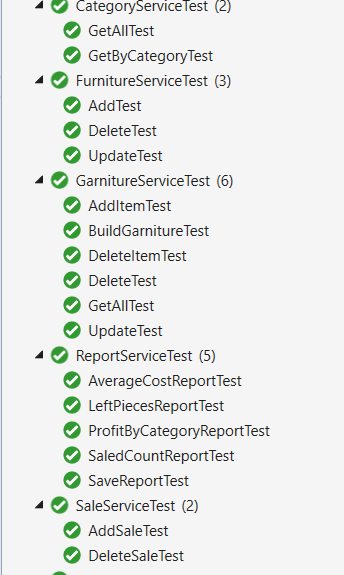 CategoryServiceTest (2)
GetAllTest
GetByCategoryTest
FurnitureServiceTest (3)
AddTest
DeleteTest
UpdateTest
GarnitureServiceTest (6)
AddItemTest
BuildGarnitureTest
DeleteItemTest
DeleteTest
GetAllTest
UpdateTest
ReportServiceTest (5)
AverageCostReportTest
LeftPiecesReportTest
ProfitByCategoryReportTest
SaledCountReportTest
SaveReportTest
SaleServiceTest (2)
AddSaleTest
DeleteSaleTest